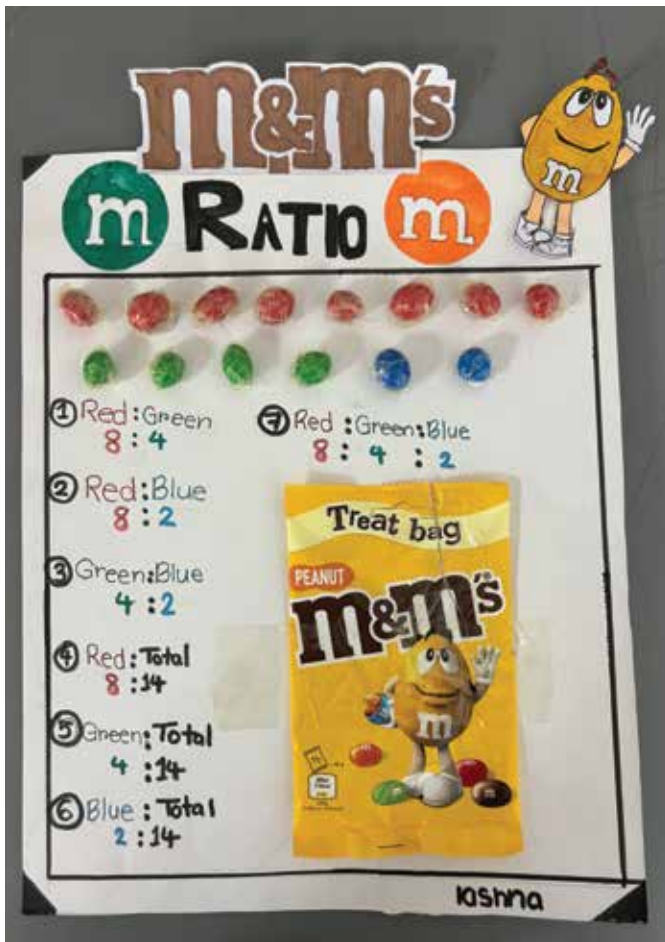 m&m's
m RATIO m
m
① Red:Green
8 : 4
② Red:Blue
8 : 2
③ Green:Blue
4 : 2
④ Red:Total
8 : 14
⑤ Green:Total
4 : 14
⑥ Blue : Total
2 : 14
⑦ Red :Green:Blue
8 : 4 : 2
Treat bag
PEANUT
m&m's
m